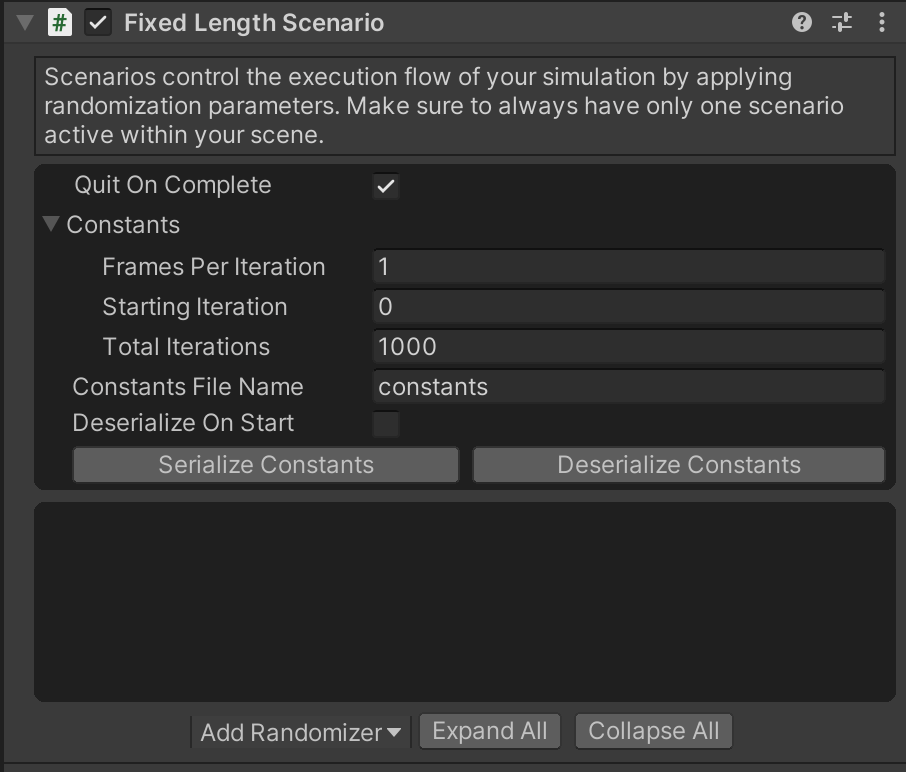 Fixed Length Scenario
Scenarios control the execution flow of your simulation by applying
randomization parameters. Make sure to always have only one scenario
active within your scene.
Quit On Complete
Constants
Frames Per Iteration 1
Starting Iteration 0
Total Iterations 1000
Constants File Name constants
Deserialize On Start
Serialize Constants Deserialize Constants
Add Randomizer Expand All Collapse All